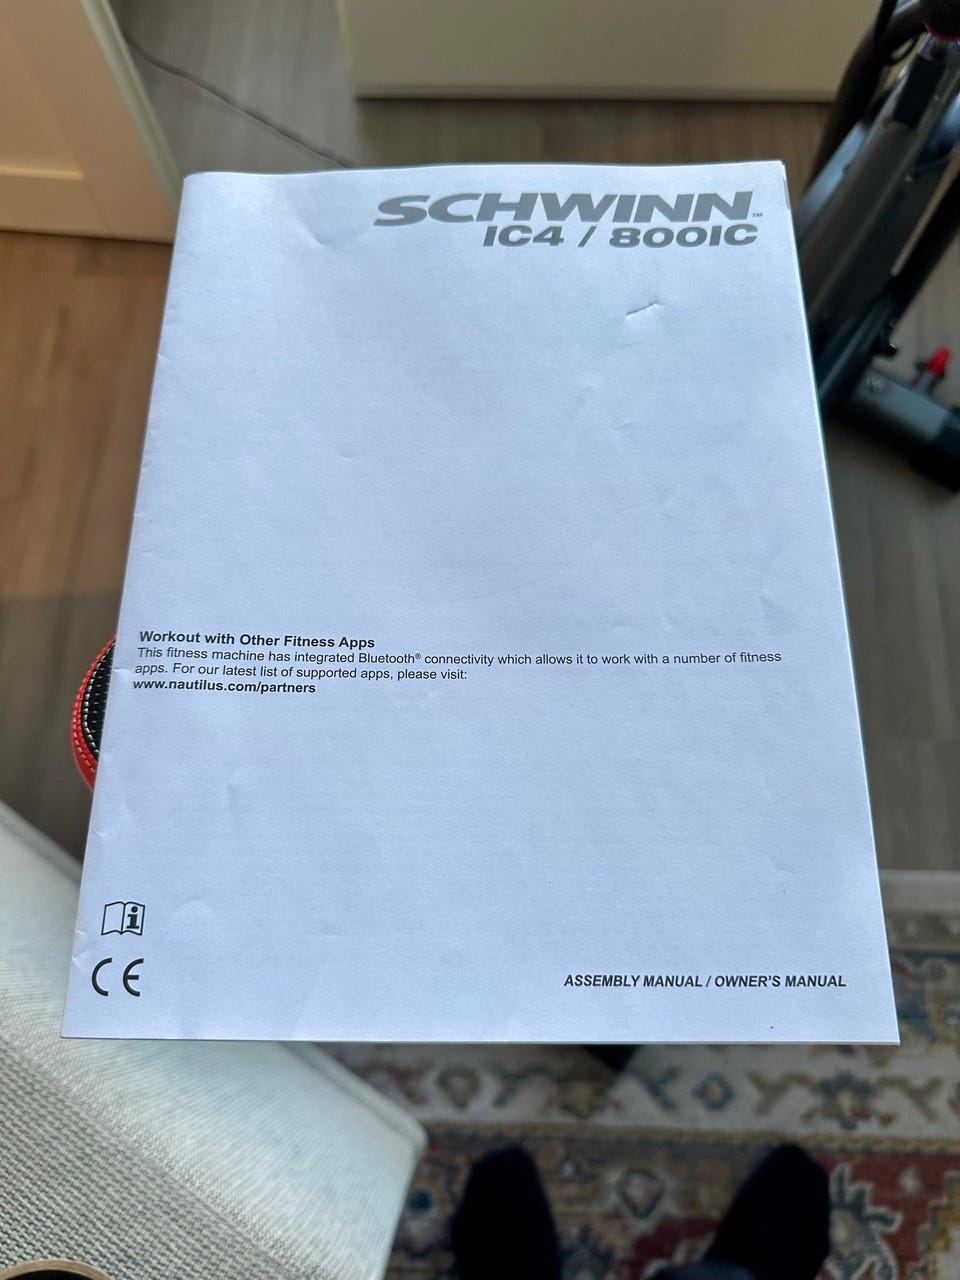 SCHWINN™
IC4 / 800IC
Workout with Other Fitness Apps
This fitness machine has integrated Bluetooth® connectivity which allows it to work with a number of fitness
apps. For our latest list of supported apps, please visit:
www.nautilus.com/partners
i
CE
ASSEMBLY MANUAL / OWNER'S MANUAL